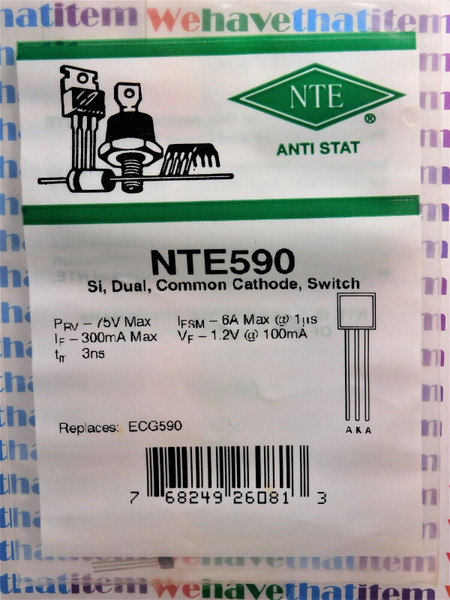 Wehavethatitem
NTE
®
ANTI STAT
NTE590
Si, Dual, Common Cathode, Switch
PRV – 75V Max IFSM – 6A Max @ 1µs
IF – 300mA Max VF – 1.2V @ 100mA
trr 3ns
A K A
Replaces: ECG590
7 68249 26081 3
Wehavethatitem